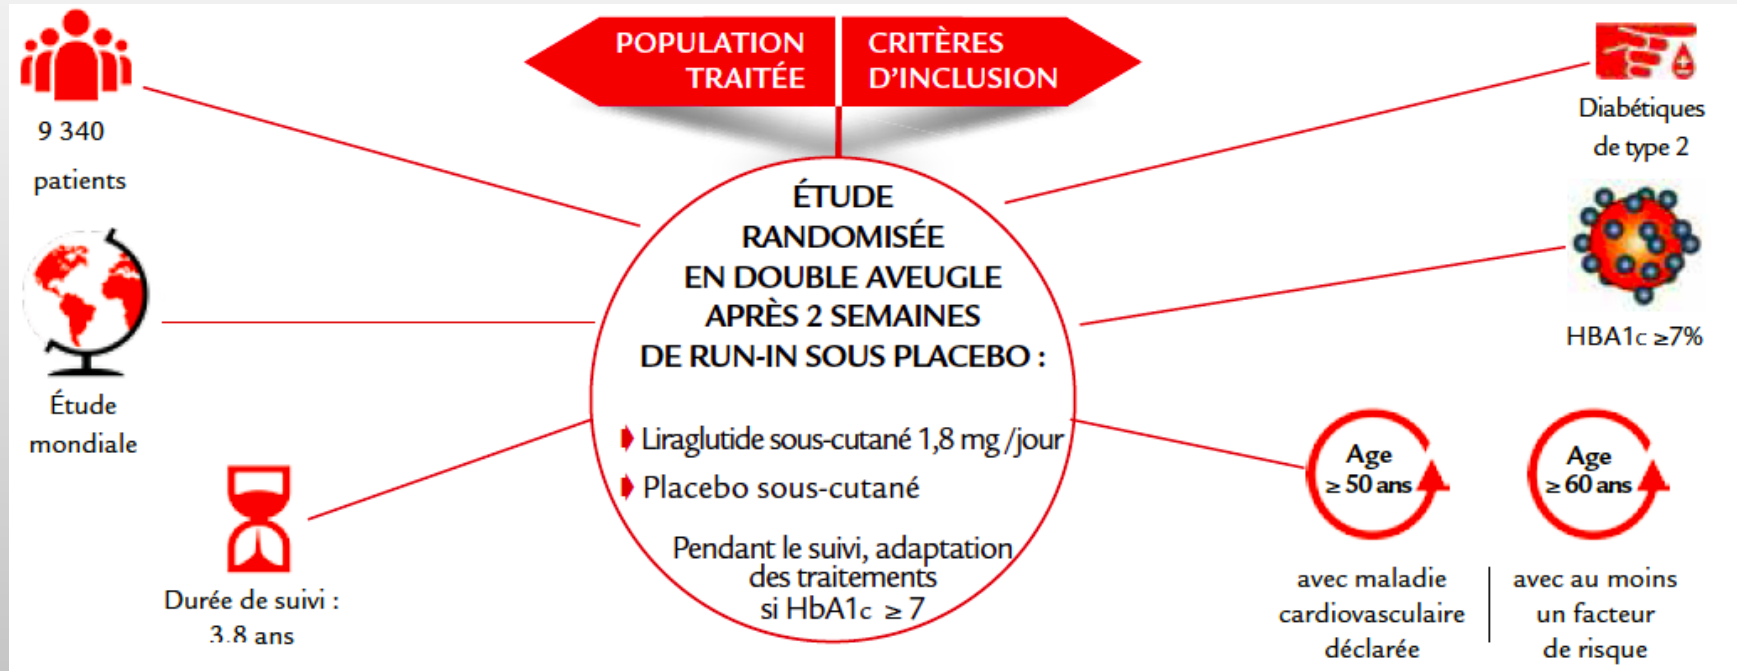 POPULATION
TRAITÉE
CRITÈRES
D'INCLUSION
9 340
patients
Étude
mondiale
Durée de suivi :
3,8 ans
ÉTUDE
RANDOMISÉE
EN DOUBLE AVEUGLE
APRÈS 2 SEMAINES
DE RUN-IN SOUS PLACEBO :
Liraglutide sous-cutané 1,8 mg /jour
Placebo sous-cutané
Pendant le suivi, adaptation
des traitements
si HbA1c ≥ 7
Diabétiques
de type 2
HBA1c ≥7%
Age
≥ 50 ans
avec maladie
cardiovasculaire
déclarée
Age
≥ 60 ans
avec au moins
un facteur
de risque